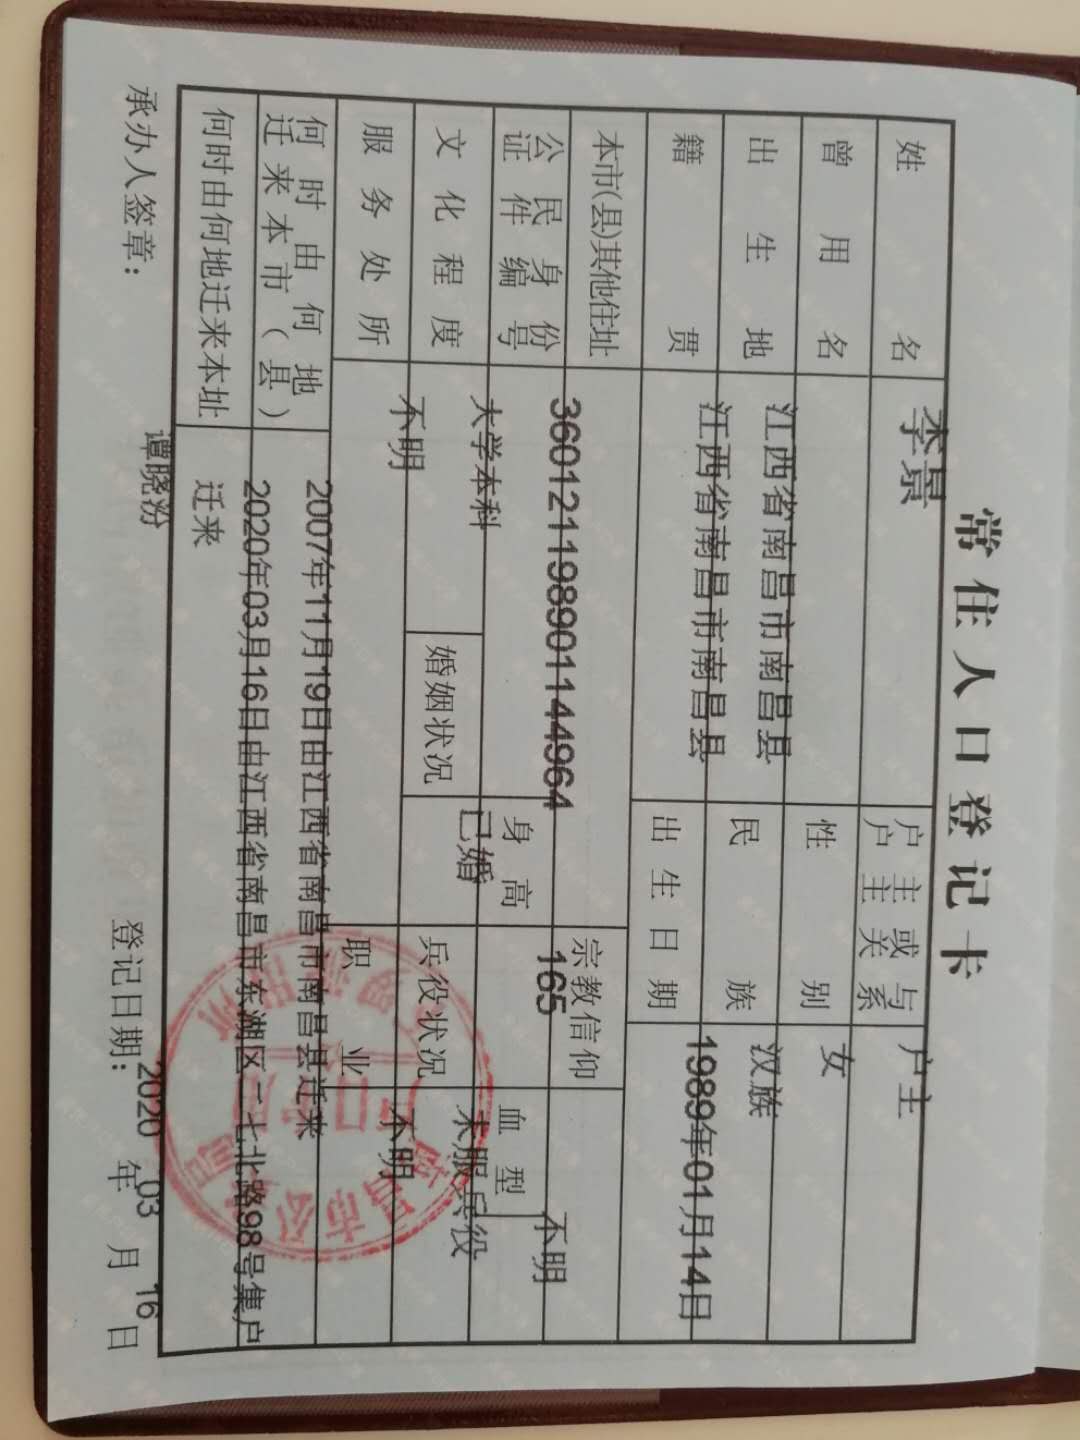 常住人口登记卡
姓名 李景 户主或与户主关系 户主
曾用名 性别 女
出生地 江西省南昌市南昌县 民族 汉族
籍贯 江西省南昌市南昌县 出生日期 1989年01月14日
本市(县)其他住址 宗教信仰
公民身份证件编号 360121198901144964 身高 165 血型 不明
文化程度 大学本科 婚姻状况 已婚 兵役状况 未服兵役
服务处所 不明 职业 不明
何时由何地迁来本市(县) 2007年11月19日由江西省南昌市南昌县迁来
何时由何地迁来本址 2020年03月16日由江西省南昌市东湖区二七北路98号集户
迁来
承办人签章： 谭晓汾 登记日期： 2020 年 03 月 16 日